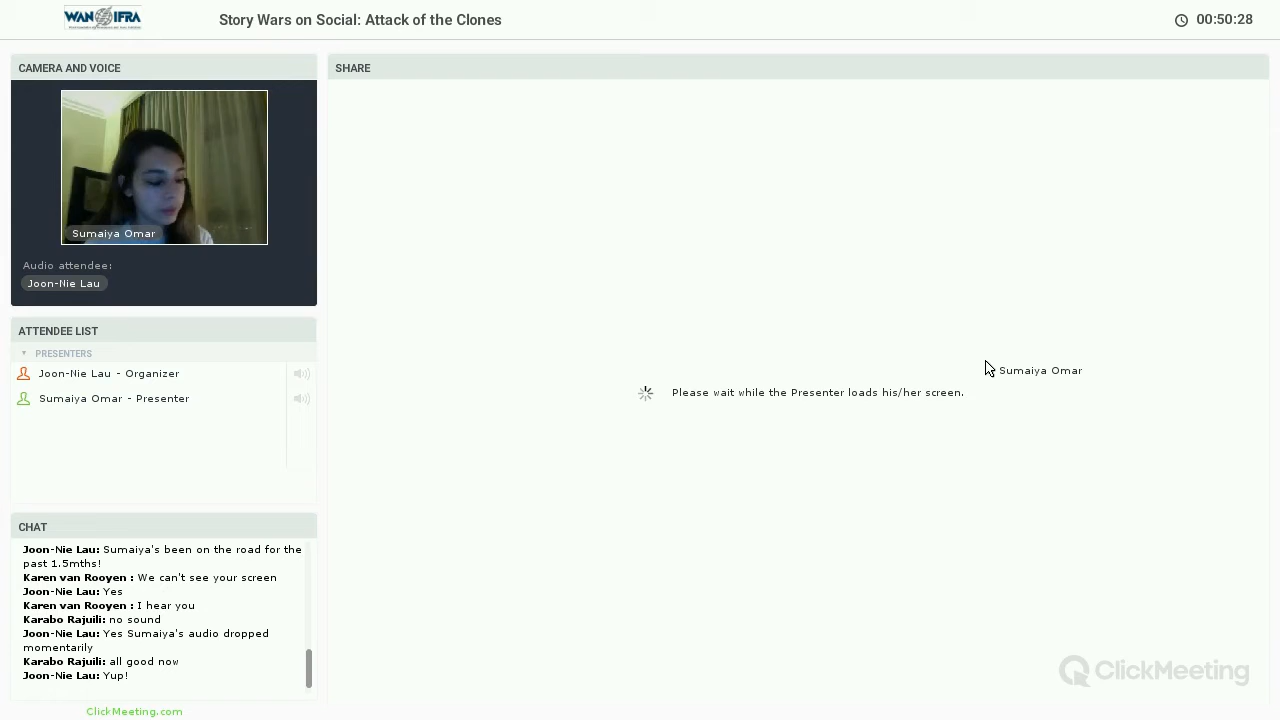 WAN IFRA
Story Wars on Social: Attack of the Clones
00:50:28
CAMERA AND VOICE
Sumaiya Omar
Audio attendee:
Joon-Nie Lau
ATTENDEE LIST
PRESENTERS
Joon-Nie Lau - Organizer
Sumaiya Omar - Presenter
CHAT
Joon-Nie Lau: Sumaiya's been on the road for the
past 1.5mths!
Karen van Rooyen : We can't see your screen
Joon-Nie Lau: Yes
Karen van Rooyen : I hear you
Karabo Rajuili: no sound
Joon-Nie Lau: Yes Sumaiya's audio dropped
momentarily
Karabo Rajuili: all good now
Joon-Nie Lau: Yup!
ClickMeeting.com
SHARE
Sumaiya Omar
Please wait while the Presenter loads his/her screen.
ClickMeeting